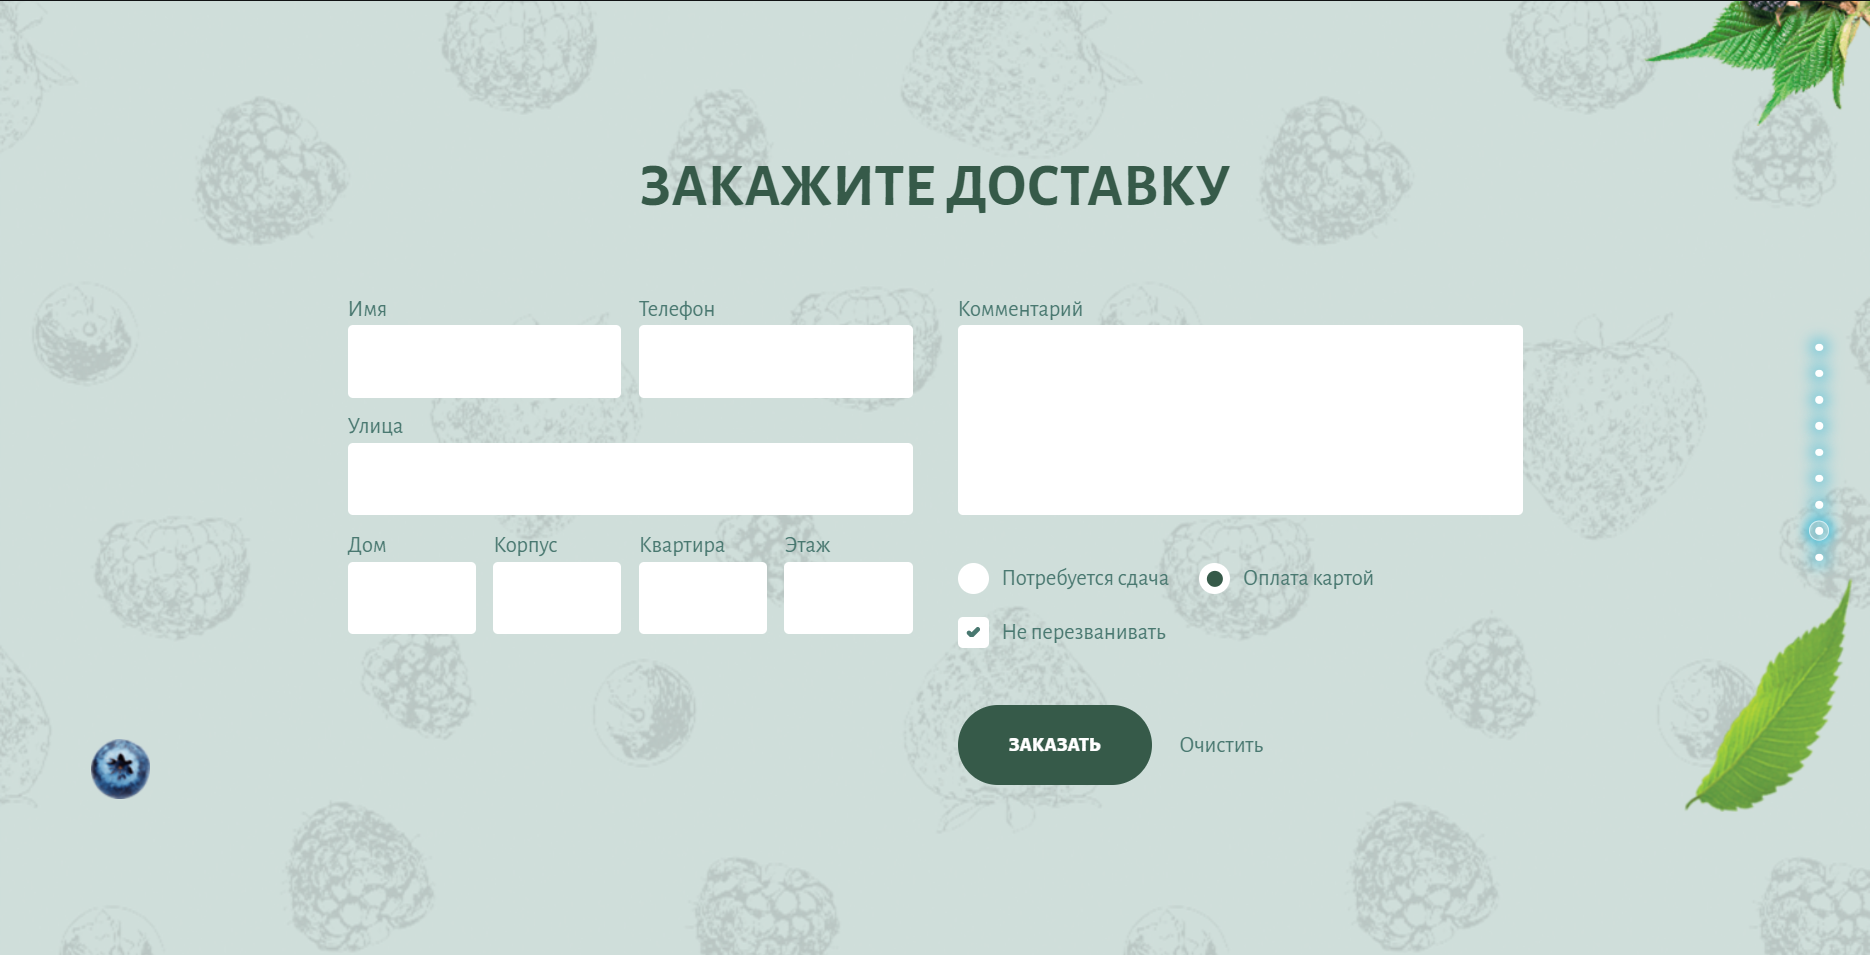 ЗАКАЖИТЕ ДОСТАВКУ
Имя
Телефон
Улица
Дом
Корпус
Квартира
Этаж
Комментарий
Потребуется сдача
Оплата картой
Не перезванивать
ЗАКАЗАТЬ
Очистить